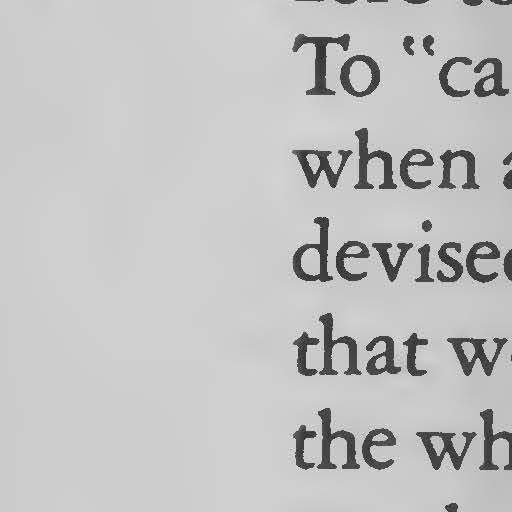 To “ca
when
devised
that w
the wh